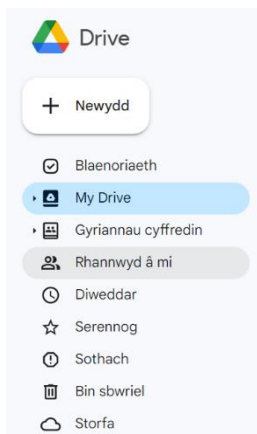 Drive
Newydd
Blaenoriaeth
My Drive
Gyriannau cyffredin
Rhannwyd â mi
Diweddar
Serennog
Sothach
Bin sbwriel
Storfa